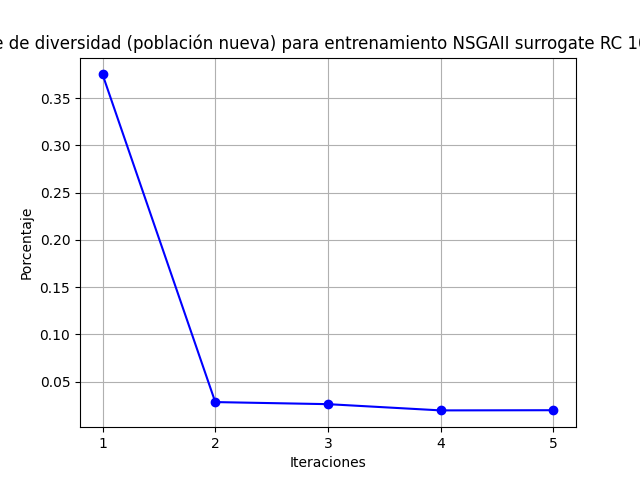 e de diversidad (población nueva) para entrenamiento NSGAII surrogate RC 10
0.35
0.30
0.25
0.20
0.15
0.10
0.05
Porcentaje
1 2 3 4 5
Iteraciones